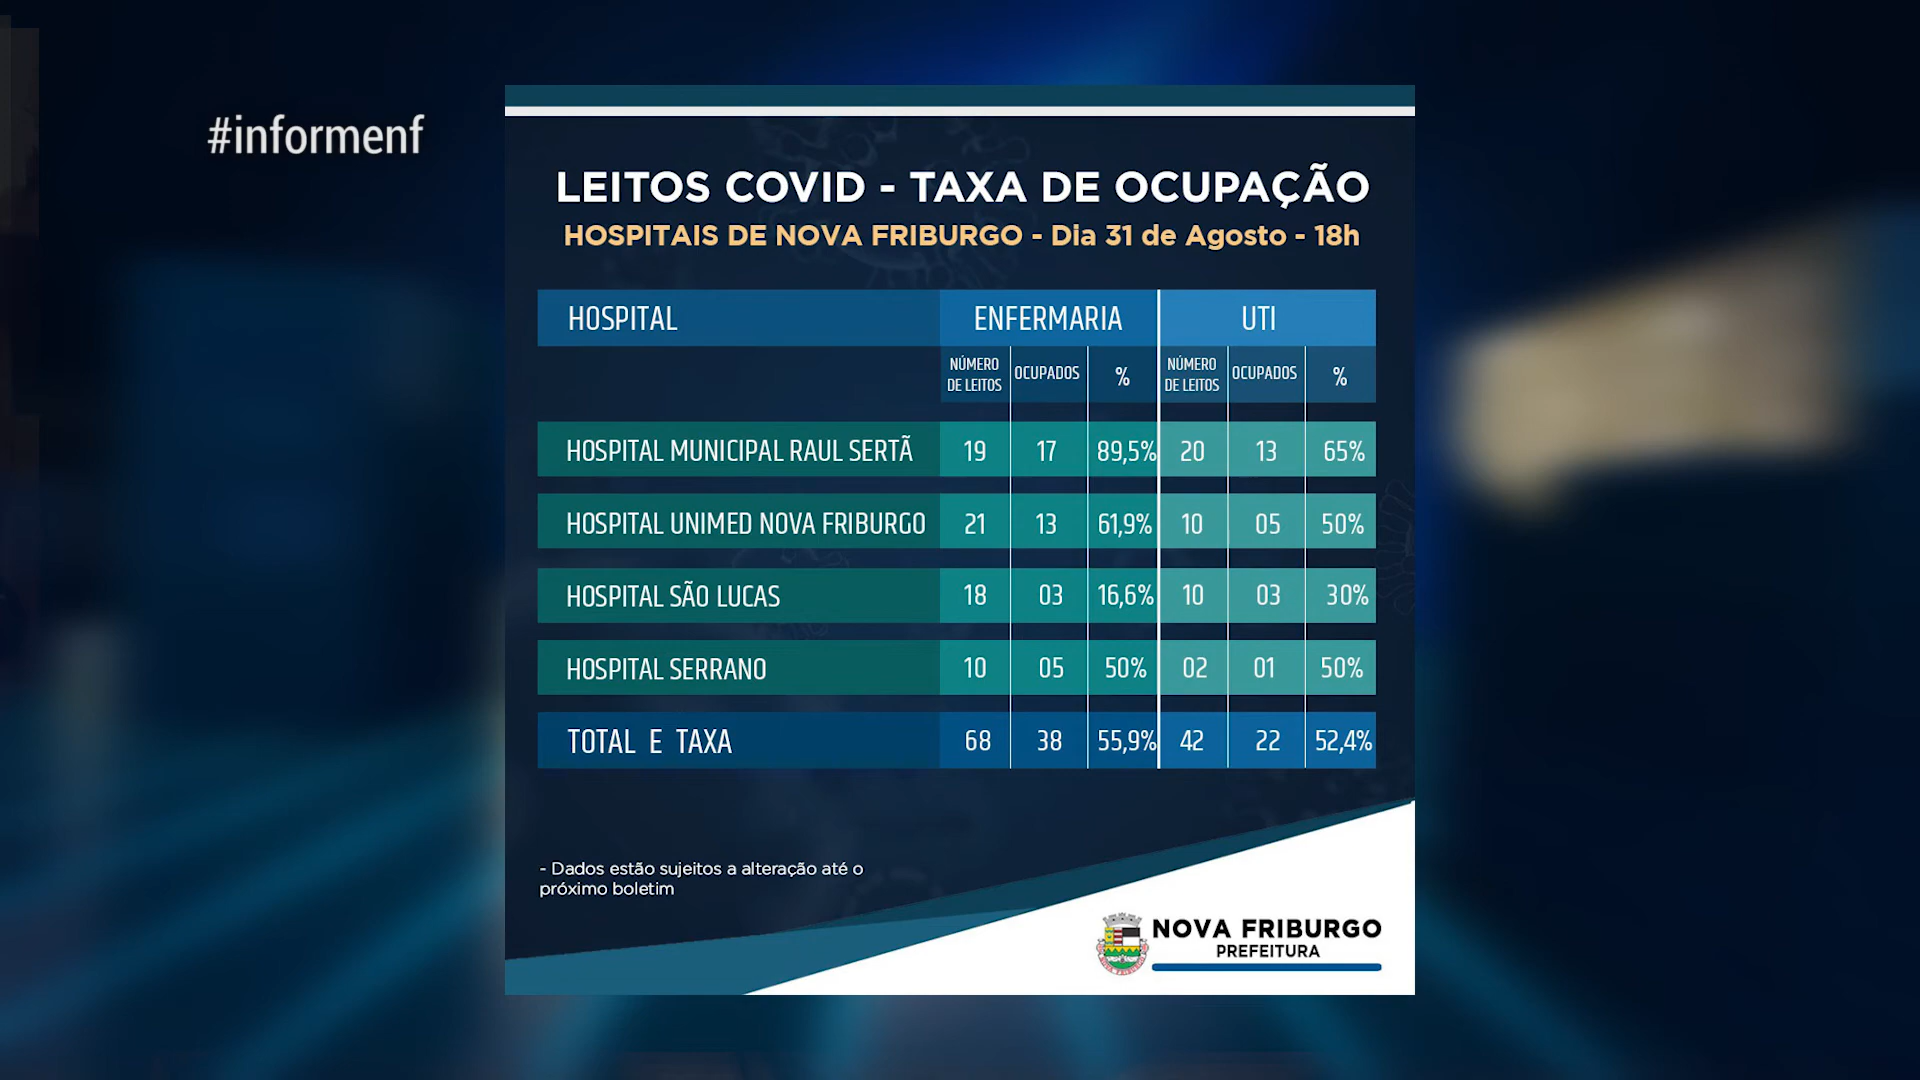 #informenf
LEITOS COVID - TAXA DE OCUPAÇÃO
HOSPITAIS DE NOVA FRIBURGO - Dia 31 de Agosto - 18h
HOSPITAL ENFERMARIA UTI
NÚMERO DE LEITOS OCUPADOS % NÚMERO DE LEITOS OCUPADOS %
HOSPITAL MUNICIPAL RAUL SERTÃ 19 17 89,5% 20 13 65%
HOSPITAL UNIMED NOVA FRIBURGO 21 13 61,9% 10 05 50%
HOSPITAL SÃO LUCAS 18 03 16,6% 10 03 30%
HOSPITAL SERRANO 10 05 50% 02 01 50%
TOTAL E TAXA 68 38 55,9% 42 22 52,4%
- Dados estão sujeitos a alteração até o
próximo boletim
NOVA FRIBURGO
PREFEITURA